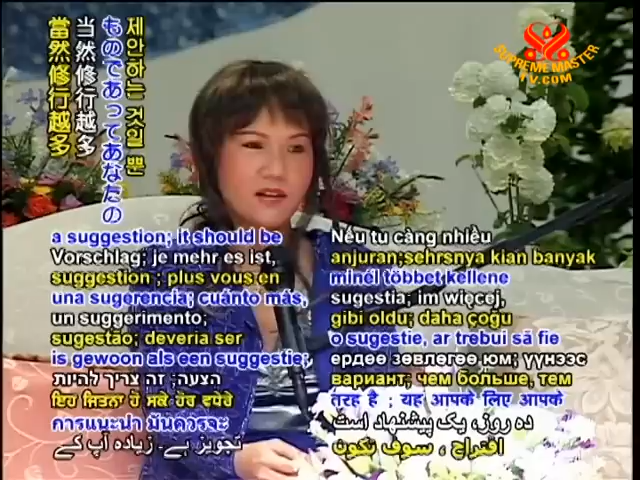 SUPREME MASTER
TV.COM
제안하는 것일 뿐
ものであってあなたの
当然修行越多
當然修行越多
a suggestion; it should be
Vorschlag; je mehr es ist,
suggestion ; plus vous en
una sugerencia; cuánto más,
un suggerimento;
sugestão; deveria ser
is gewoon als een suggestie;
הצעה; זה צריך להיות
ਇਹ ਜਿਤਨਾ ਹੋ ਸਕੇ ਹੋਰ ਵਧੇਰੇ
การแนะนำ มันควรจะ
تجویز ہے۔ زیادہ آپ کے
Nếu tu càng nhiều
anjuran;sehrsnya kian banyak
minél többet kellene
sugestia; im więcej,
gibi oldu; daha çoğu
o sugestie, ar trebui să fie
ердөө зөвлөгөө юм; үүнээс
вариант; чем больше, тем
तरह है ; यह आपके लिए आपके
ده روز، یک پیشنهاد است
اقتراح ، سوف تكون